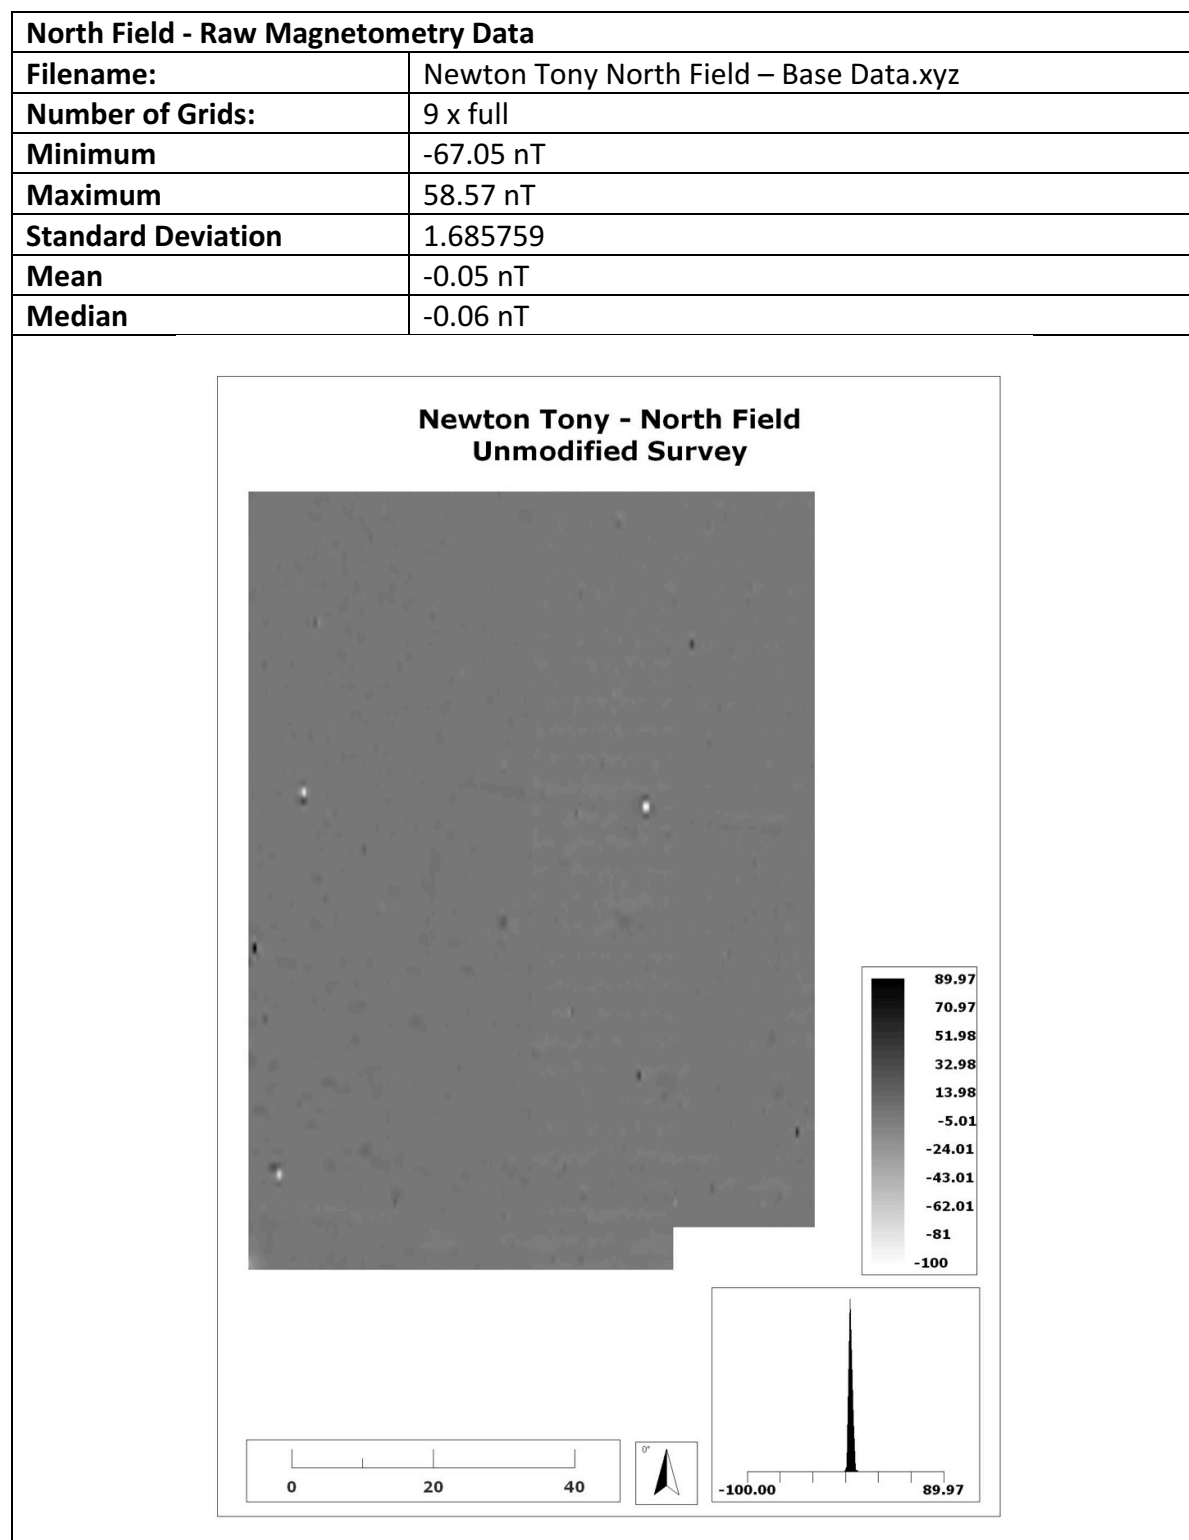 North Field - Raw Magnetometry Data
Filename: Newton Tony North Field – Base Data.xyz
Number of Grids: 9 x full
Minimum -67.05 nT
Maximum 58.57 nT
Standard Deviation 1.685759
Mean -0.05 nT
Median -0.06 nT
Newton Tony - North Field
Unmodified Survey
89.97
70.97
51.98
32.98
13.98
-5.01
-24.01
-43.01
-62.01
-81
-100
0 20 40
0°
-100.00 89.97